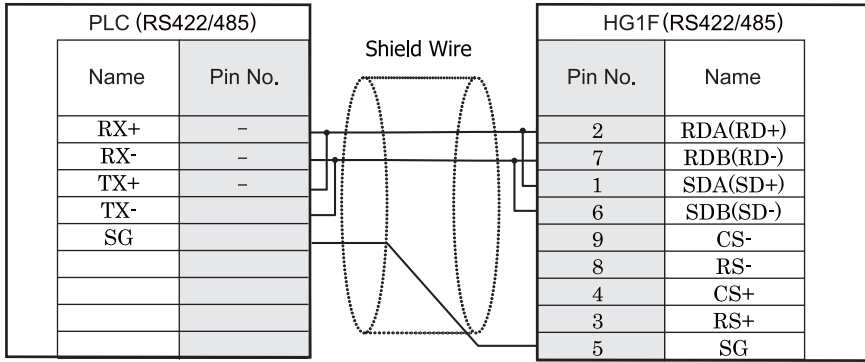 PLC (RS422/485)
Name Pin No.
RX+ –
RX- –
TX+ –
TX-
SG
Shield Wire
HG1F(RS422/485)
Pin No. Name
2 RDA(RD+)
7 RDB(RD-)
1 SDA(SD+)
6 SDB(SD-)
9 CS-
8 RS-
4 CS+
3 RS+
5 SG